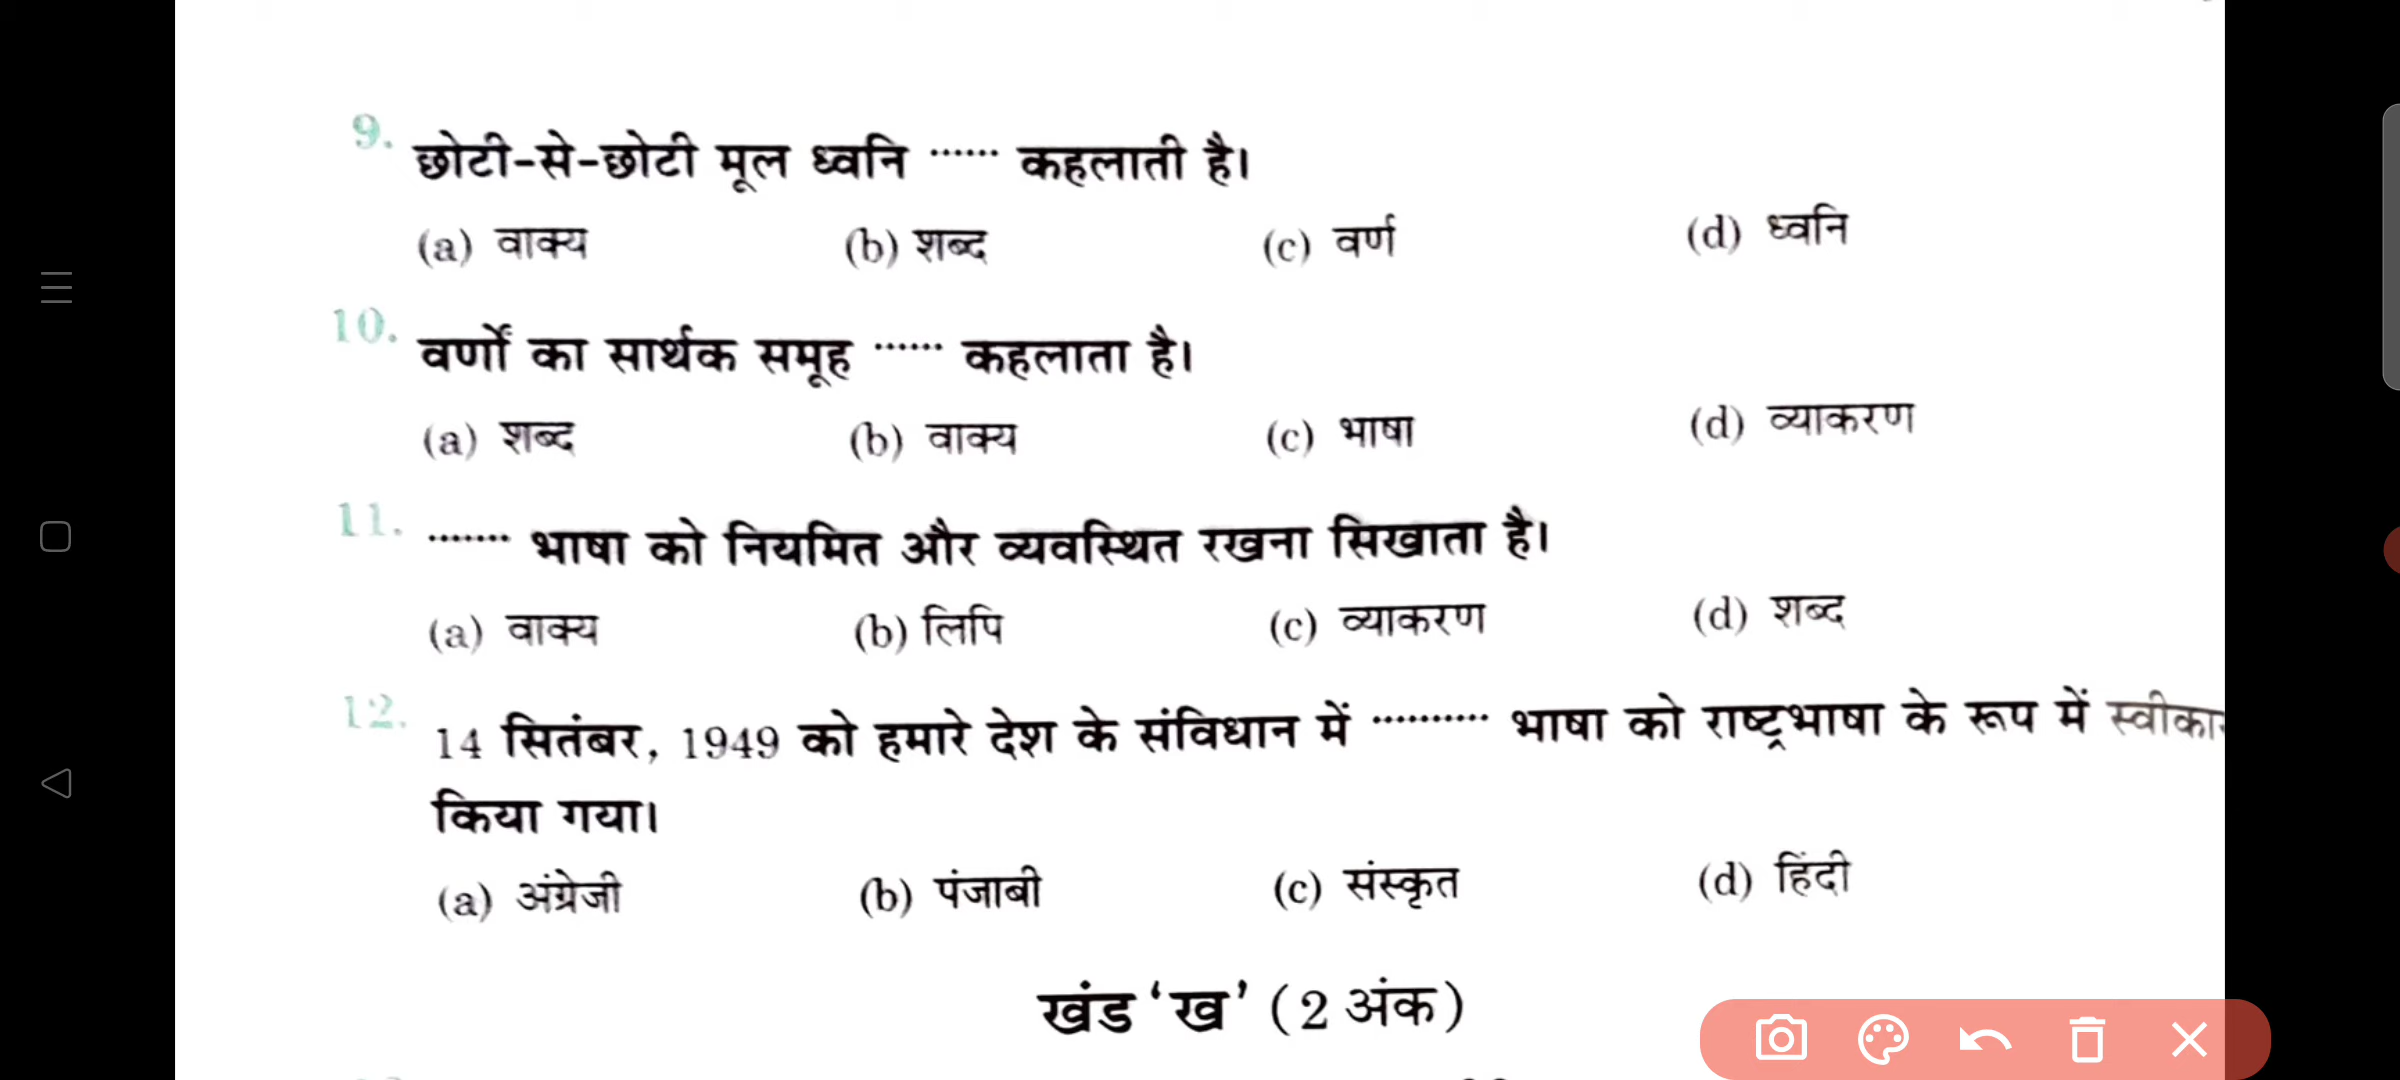 9. छोटी-से-छोटी मूल ध्वनि ...... कहलाती है।
(a) वाक्य (b) शब्द (c) वर्ण (d) ध्वनि
10. वर्णों का सार्थक समूह ...... कहलाता है।
(a) शब्द (b) वाक्य (c) भाषा (d) व्याकरण
11. ....... भाषा को नियमित और व्यवस्थित रखना सिखाता है।
(a) वाक्य (b) लिपि (c) व्याकरण (d) शब्द
12. 14 सितंबर, 1949 को हमारे देश के संविधान में .......... भाषा को राष्ट्रभाषा के रूप में
किया गया।
(a) अंग्रेजी (b) पंजाबी (c) संस्कृत (d) हिंदी
खंड ‘ख’ (2 अंक)